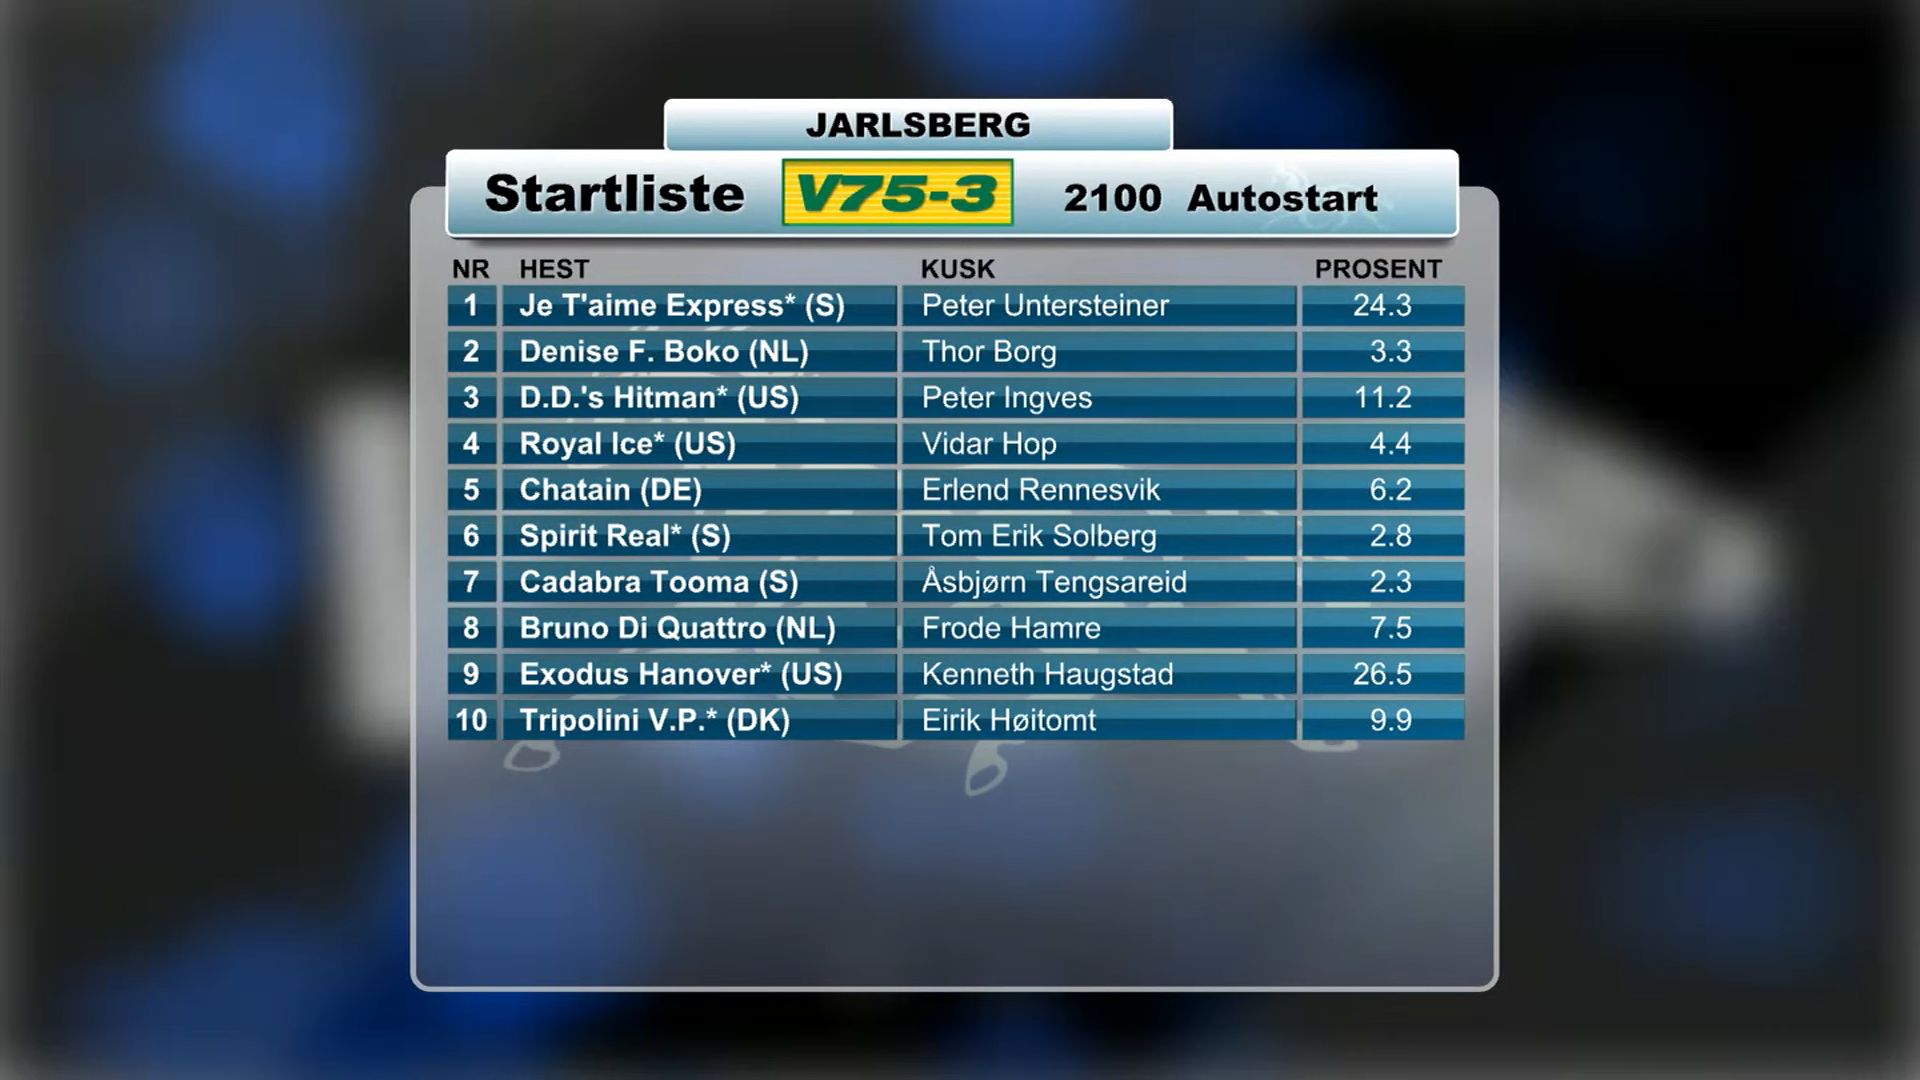 JARLSBERG
Startliste V75-3 2100 Autostart
NR HEST KUSK PROSENT
1 Je T'aime Express* (S) Peter Untersteiner 24.3
2 Denise F. Boko (NL) Thor Borg 3.3
3 D.D.'s Hitman* (US) Peter Ingves 11.2
4 Royal Ice* (US) Vidar Hop 4.4
5 Chatain (DE) Erlend Rennesvik 6.2
6 Spirit Real* (S) Tom Erik Solberg 2.8
7 Cadabra Tooma (S) Åsbjørn Tengsareid 2.3
8 Bruno Di Quattro (NL) Frode Hamre 7.5
9 Exodus Hanover* (US) Kenneth Haugstad 26.5
10 Tripolini V.P.* (DK) Eirik Høitomt 9.9